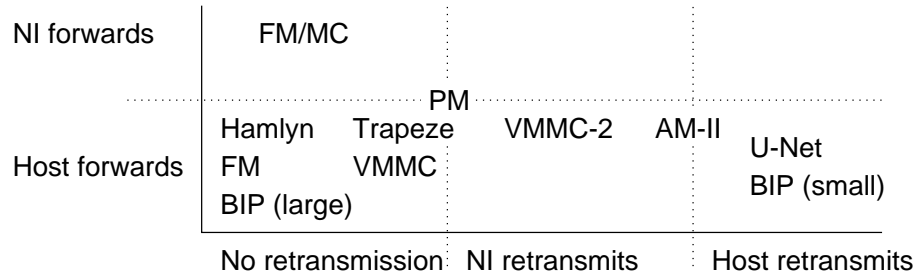 NI forwards FM/MC
PM
Hamlyn Trapeze VMMC-2 AM-II
U-Net
Host forwards FM VMMC
BIP (small)
BIP (large)
No retransmission NI retransmits Host retransmits